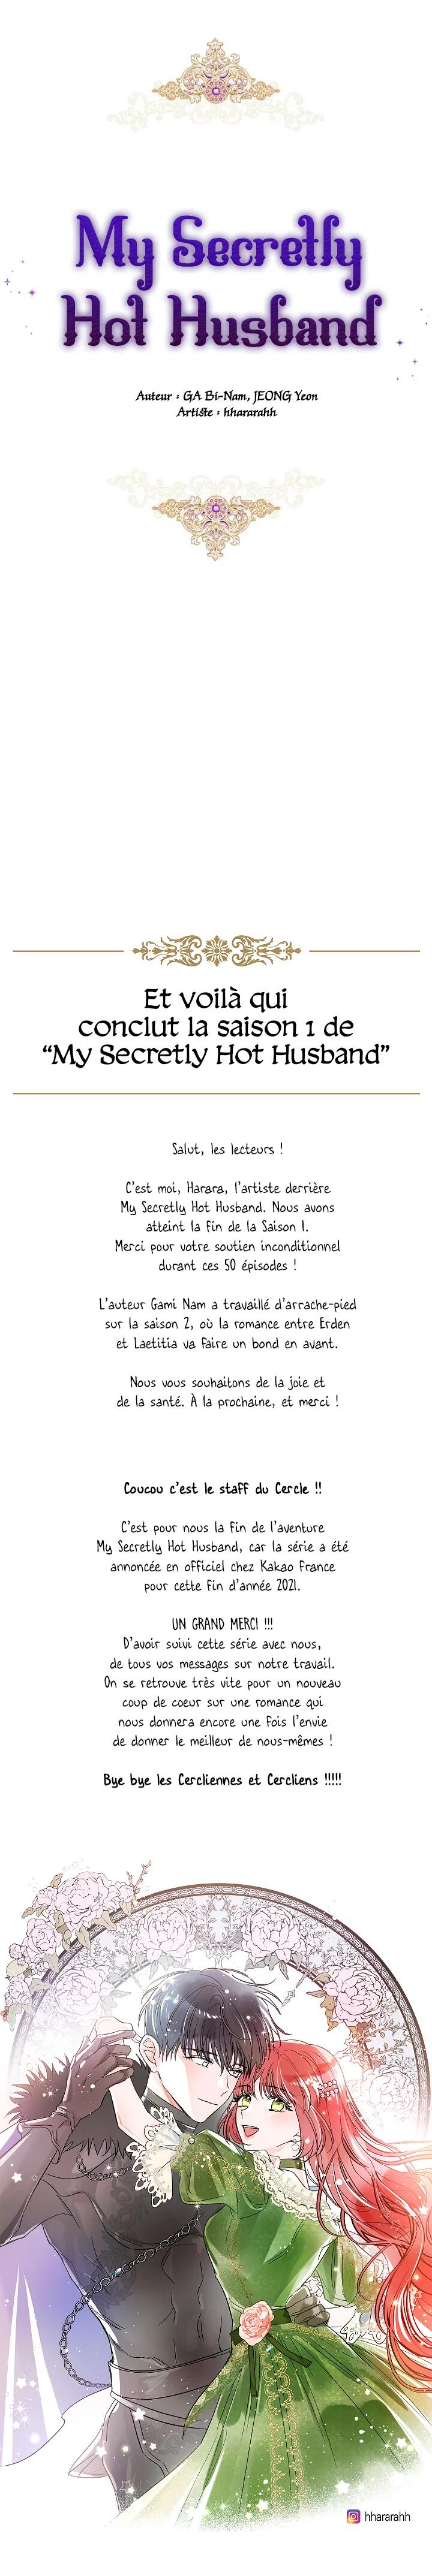 My Secretly
Hot Husband
Auteur : GA Bi-Nam, JEONG Yeon
Artiste : hhararahh
Et voilà qui
conclut la saison 1 de
“My Secretly Hot Husband”
Salut, les lecteurs !
C'est moi, Harara, l'artiste derrière
My Secretly Hot Husband. Nous avons
atteint la fin de la Saison 1.
Merci pour votre soutien inconditionnel
durant ces 50 épisodes !
L'auteur Gami Nam a travaillé d'arrache-pied
sur la saison 2, où la romance entre Erden
et Laetitia va faire un bond en avant.
Nous vous souhaitons de la joie et
de la santé. À la prochaine, et merci !
Coucou c'est le staff du Cercle !!
C'est pour nous la fin de l'aventure
My Secretly Hot Husband, car la série a été
annoncée en officiel chez Kakao France
pour cette fin d'année 2021.
UN GRAND MERCI !!!
D'avoir suivi cette série avec nous,
de tous vos messages sur notre travail.
On se retrouve très vite pour un nouveau
coup de coeur sur une romance qui
nous donnera encore une fois l'envie
de donner le meilleur de nous-mêmes !
Bye bye les Cercliennes et Cercliens !!!!!
hhararahh